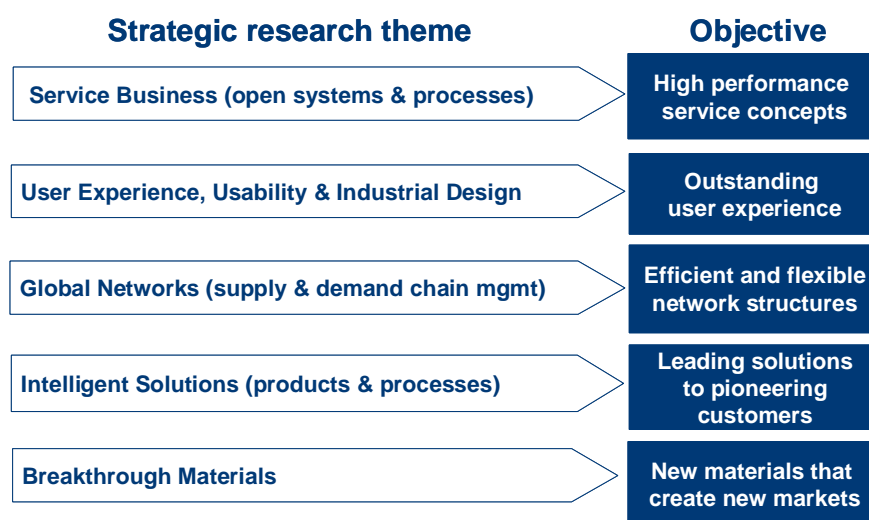 Strategic research theme
Objective
Service Business (open systems & processes)
High performance
service concepts
User Experience, Usability & Industrial Design
Outstanding
user experience
Global Networks (supply & demand chain mgmt)
Efficient and flexible
network structures
Intelligent Solutions (products & processes)
Leading solutions
to pioneering
customers
Breakthrough Materials
New materials that
create new markets